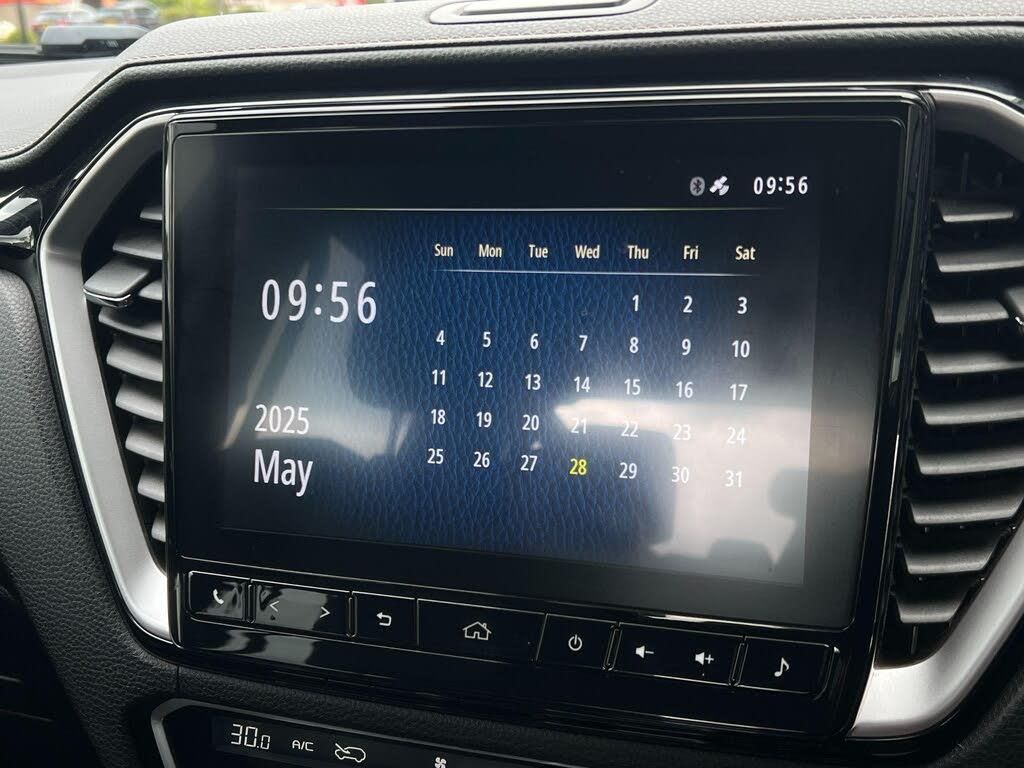 09:56
Sun Mon Tue Wed Thu Fri Sat
09:56
1 2 3
4 5 6 7 8 9 10
11 12 13 14 15 16 17
2025
18 19 20 21 22 23 24
May
25 26 27 28 29 30 31
30.0 A/C